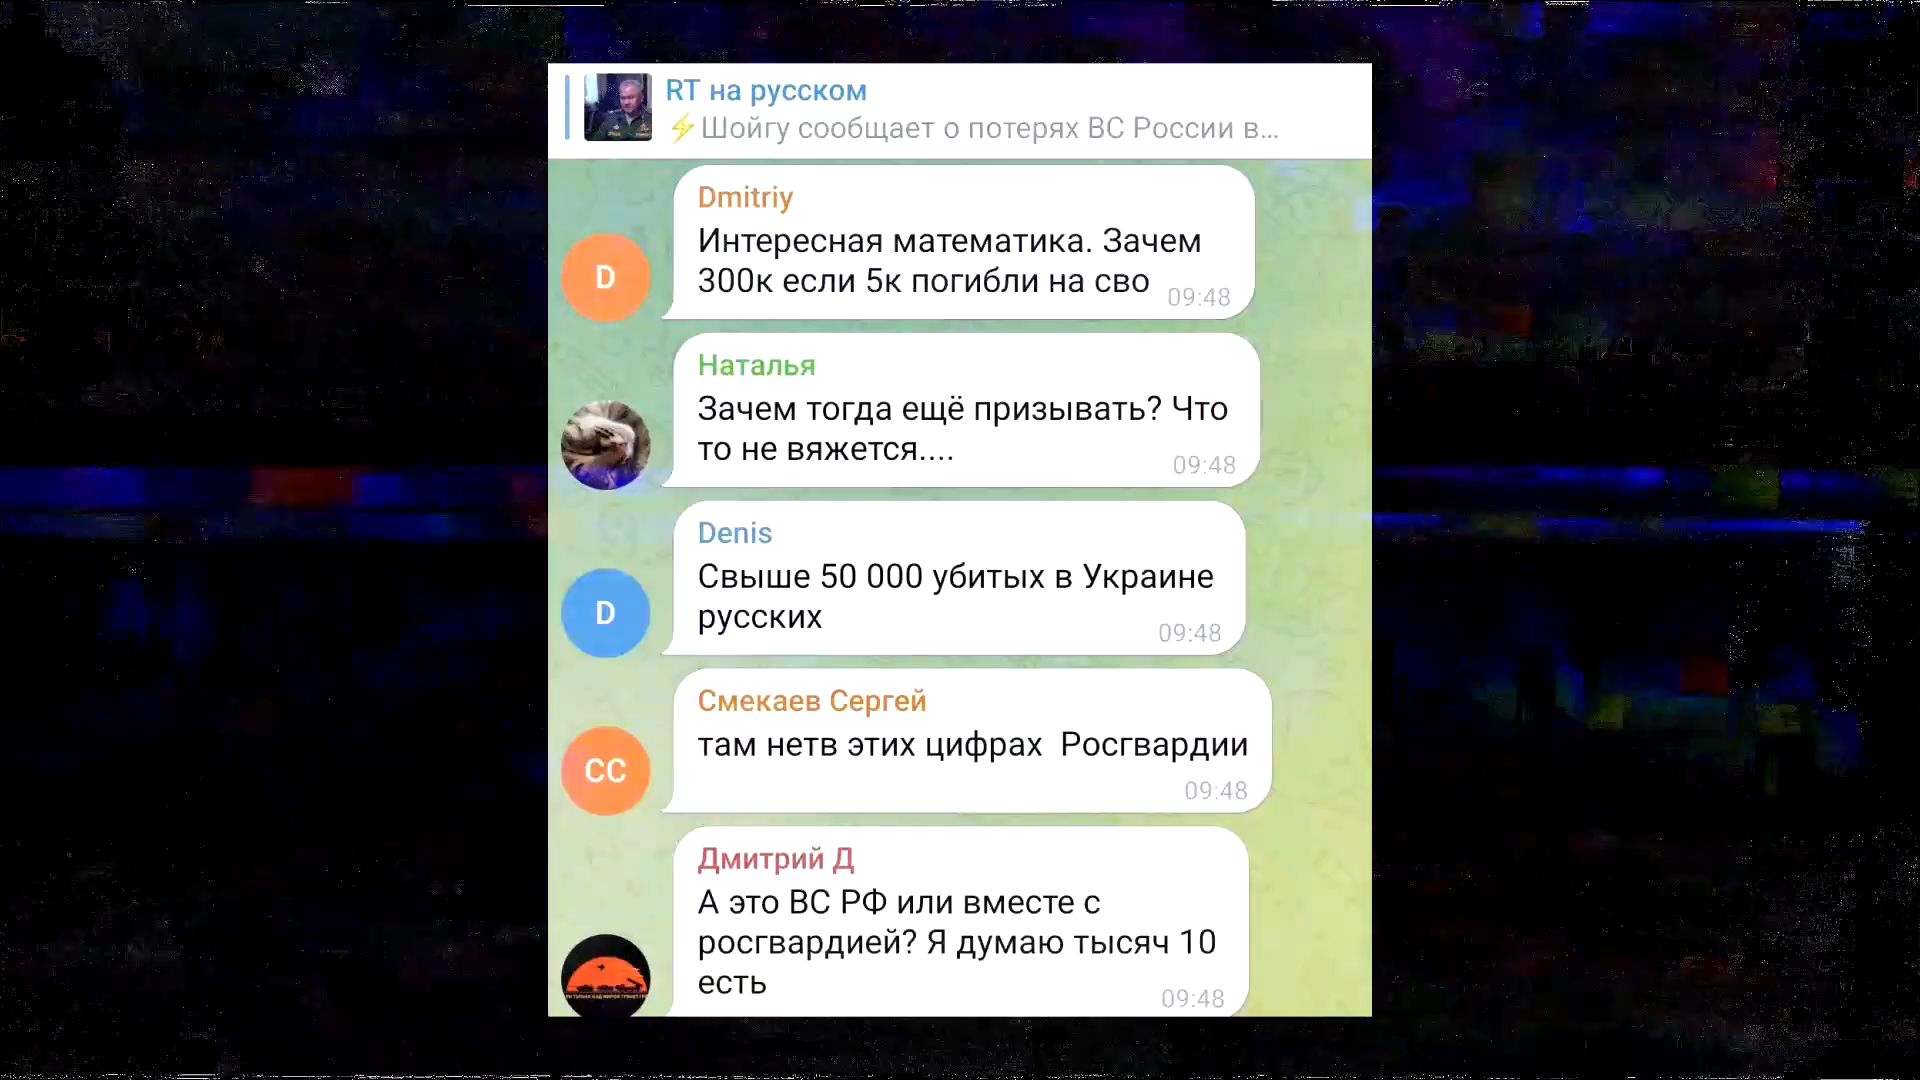 RT на русском
⚡Шойгу сообщает о потерях ВС России в...
Dmitriy
Интересная математика. Зачем
300к если 5к погибли на сво
09:48
D
Наталья
Зачем тогда ещё призывать? Что
то не вяжется....
09:48
Denis
Свыше 50 000 убитых в Украине
русских
09:48
D
Смекаев Сергей
там нетв этих цифрах  Росгвардии
09:48
СС
Дмитрий Д
А это ВС РФ или вместе с
росгвардией? Я думаю тысяч 10
есть
09:48